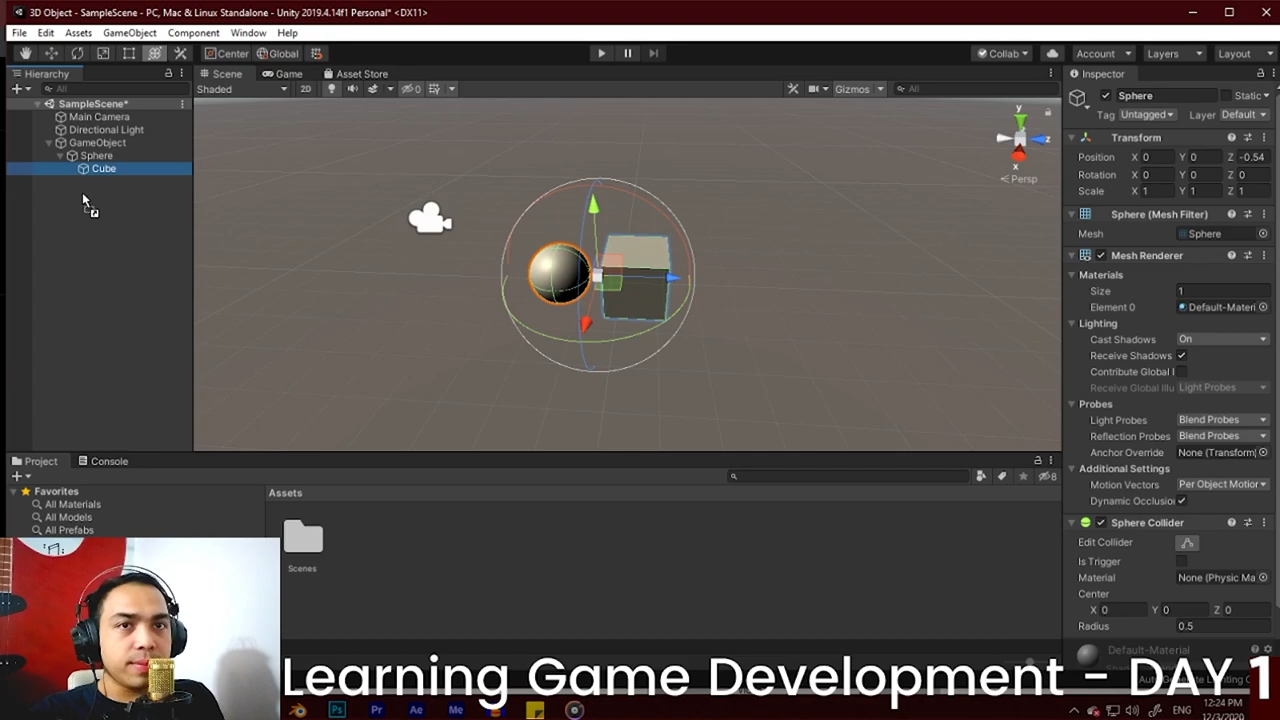 3D Object - SampleScene - PC, Mac & Linux Standalone - Unity 2019.4.14f1 Personal* <DX11>
File Edit Assets GameObject Component Window Help
Center Global Collab Account Layers Layout
Hierarchy
Scene Game Asset Store
Inspector
All
Shaded 2D 0 Gizmos All
SampleScene*
Main Camera
Directional Light
GameObject
Sphere
Cube
y
z
x
Persp
Sphere Static
Tag Untagged Layer Default
Transform
Position X 0 Y 0 Z -0.54
Rotation X 0 Y 0 Z 0
Scale X 1 Y 1 Z 1
Sphere (Mesh Filter)
Mesh Sphere
Mesh Renderer
Materials
Size 1
Element 0 Default-Materi
Lighting
Cast Shadows On
Receive Shadows
Contribute Global I
Receive Global Illu Light Probes
Probes
Light Probes Blend Probes
Reflection Probes Blend Probes
Anchor Override None (Transform)
Additional Settings
Motion Vectors Per Object Motion
Dynamic Occlusion
Sphere Collider
Edit Collider
Is Trigger
Material None (Physic Ma
Center
X 0 Y 0 Z 0
Radius 0.5
Default-Material
Project Console
8
Favorites
All Materials
All Models
All Prefabs
Assets
Scenes
Learning Game Development - DAY 1
Ps Pr Ae Me
ENG
12:24 PM
12/3/2020